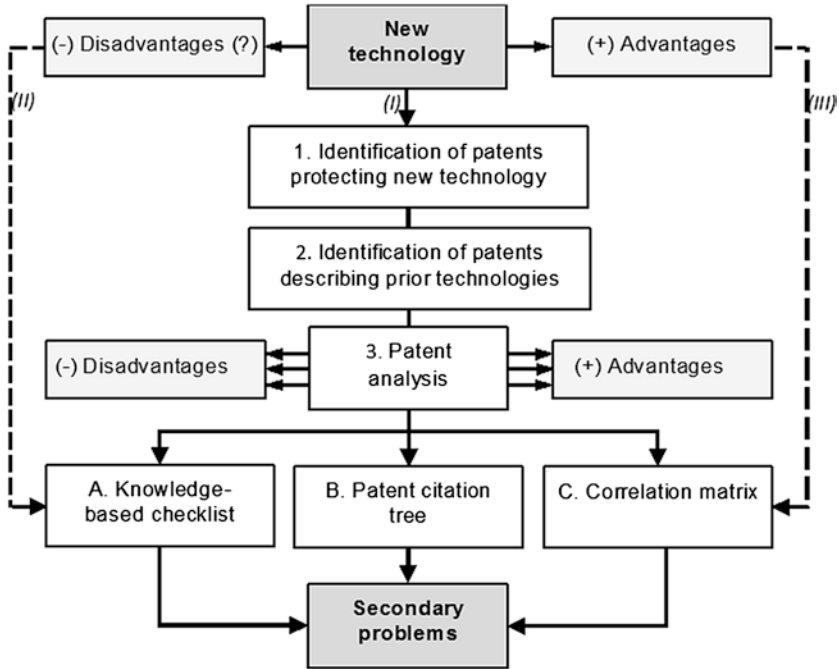 (-) Disadvantages (?)
New
technology
(+) Advantages
(II)
(I)
(III)
1. Identification of patents
protecting new technology
2. Identification of patents
describing prior technologies
(-) Disadvantages
3. Patent
analysis
(+) Advantages
A. Knowledge-
based checklist
B. Patent citation
tree
C. Correlation matrix
Secondary
problems